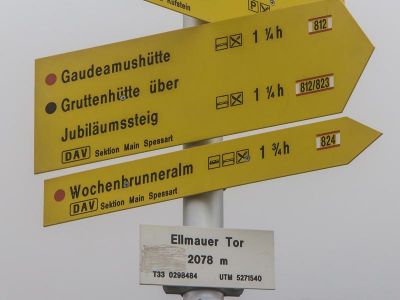 Kufstein
P
Gaudeamushütte 1 ¼ h 812
Gruttenhütte über
Jubiläumssteig 1 ¼ h 812/823
DAV Sektion Main Spessart
Wochenbrunneralm 1 ¾ h 824
DAV Sektion Main Spessart
Ellmauer Tor
2078 m
T33 0298484 UTM 5271540